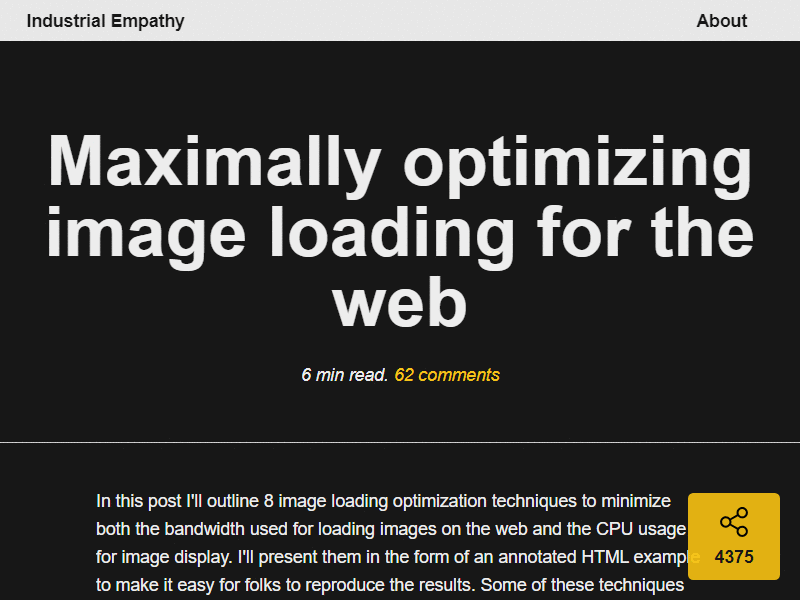 Industrial Empathy
About
Maximally optimizing
image loading for the
web
6 min read. 62 comments
In this post I'll outline 8 image loading optimization techniques to minimize
both the bandwidth used for loading images on the web and the CPU usage
for image display. I'll present them in the form of an annotated HTML example
to make it easy for folks to reproduce the results. Some of these techniques
4375